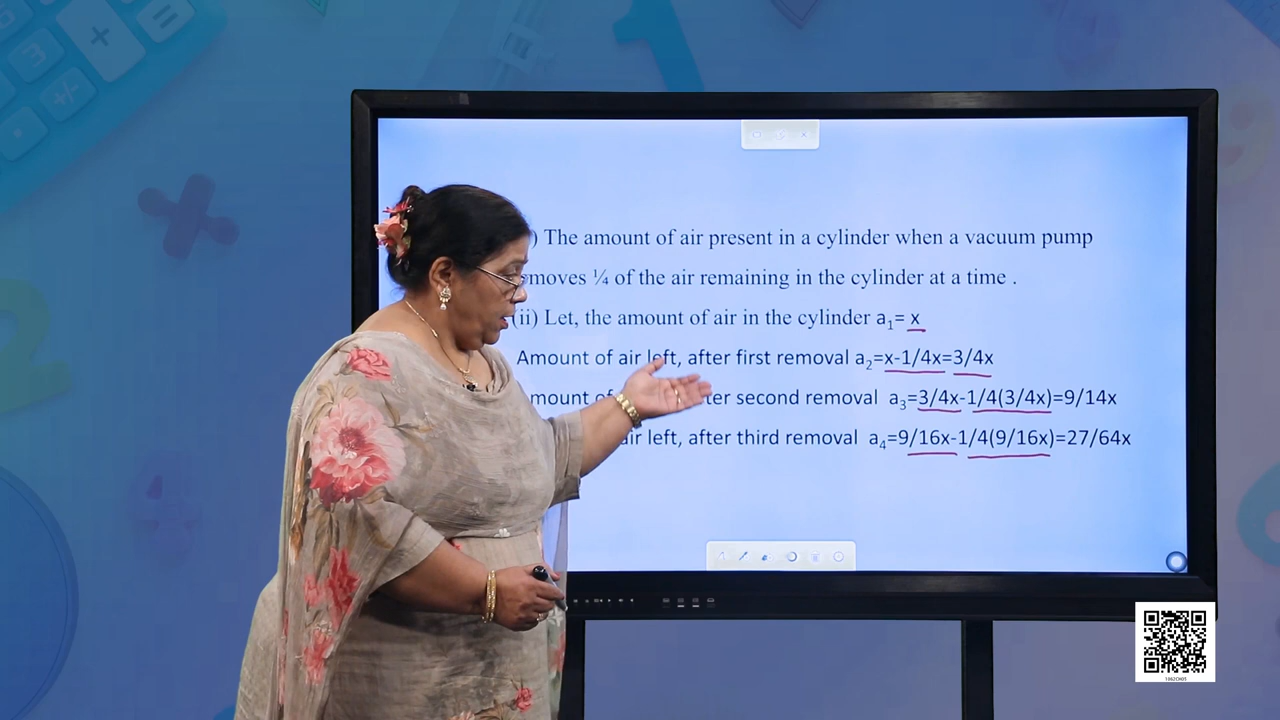 ) The amount of air present in a cylinder when a vacuum pump
moves ¼ of the air remaining in the cylinder at a time .
(ii) Let, the amount of air in the cylinder a₁= x
Amount of air left, after first removal a₂=x-1/4x=3/4x
mount of ter second removal a₃=3/4x-1/4(3/4x)=9/14x
air left, after third removal a₄=9/16x-1/4(9/16x)=27/64x
1062CH05